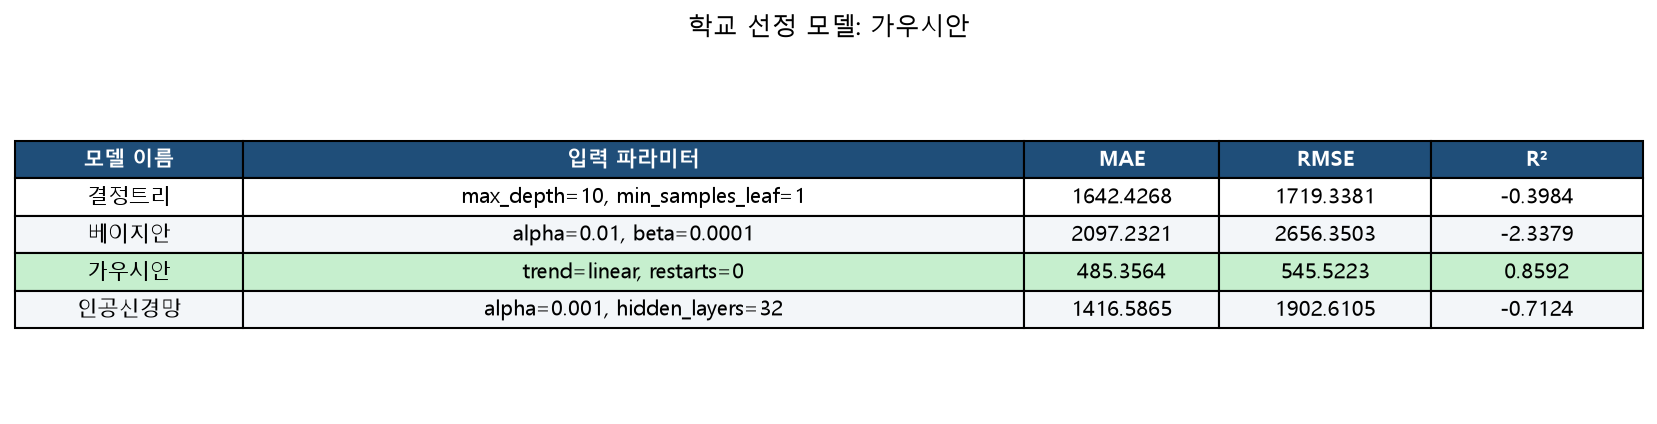 학교 선정 모델: 가우시안
모델 이름 입력 파라미터 MAE RMSE R²
결정트리 max_depth=10, min_samples_leaf=1 1642.4268 1719.3381 -0.3984
베이지안 alpha=0.01, beta=0.0001 2097.2321 2656.3503 -2.3379
가우시안 trend=linear, restarts=0 485.3564 545.5223 0.8592
인공신경망 alpha=0.001, hidden_layers=32 1416.5865 1902.6105 -0.7124